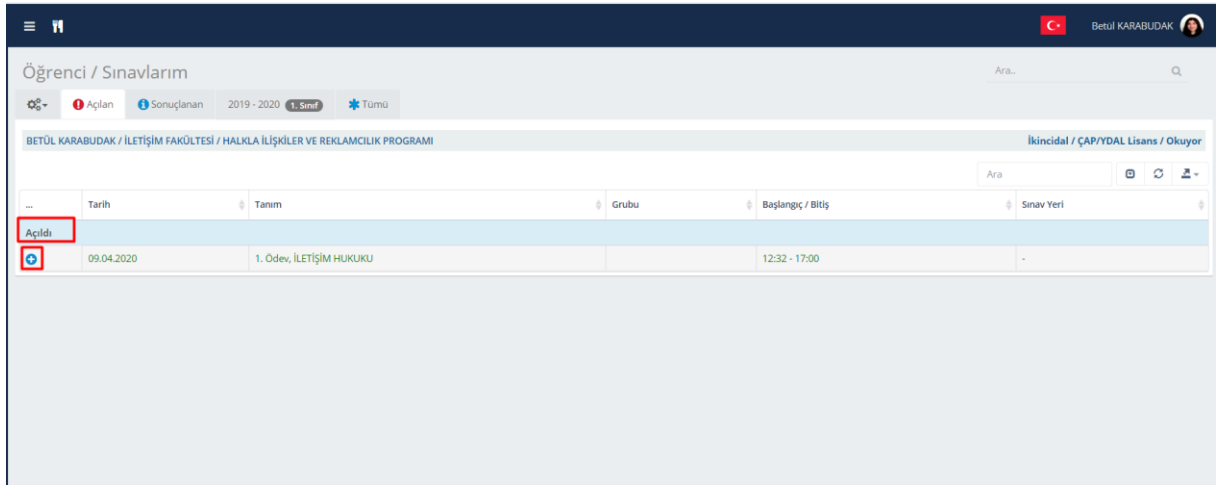 Betül KARABUDAK
Öğrenci / Sınavlarım
Ara..
Açılan
Sonuçlanan
2019 - 2020 1. Sınıf
Tümü
BETÜL KARABUDAK / İLETİŞİM FAKÜLTESİ / HALKLA İLİŞKİLER VE REKLAMCILIK PROGRAMI
İkincidal / ÇAP/YDAL Lisans / Okuyor
Ara
... Tarih Tanım Grubu Başlangıç / Bitiş Sınav Yeri
Açıldı
09.04.2020 1. Ödev, İLETİŞİM HUKUKU 12:32 - 17:00 -